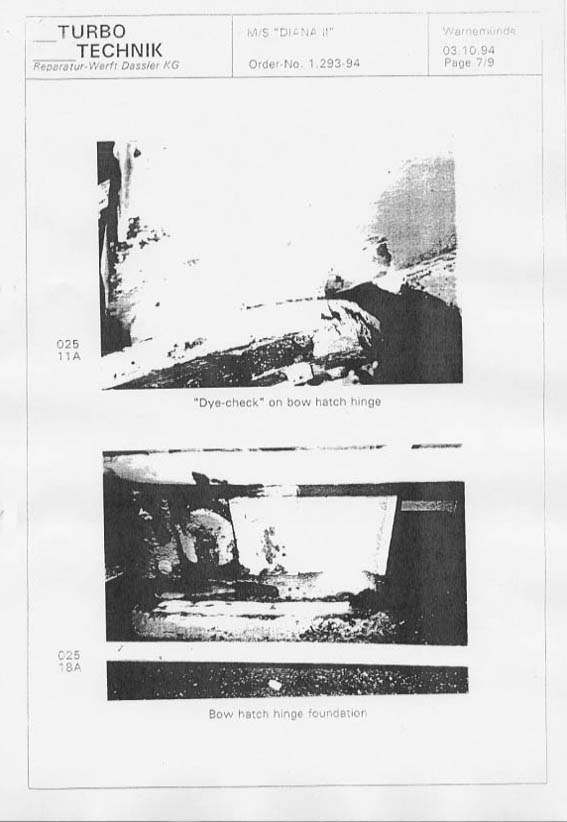 TURBO
TECHNIK
Reparatur-Werft Dassler KG
M/S "DIANA II"
Order-No. 1.293-94
Warnemünde
03.10.94
Page 7/9
025
11A
"Dye-check" on bow hatch hinge
025
18A
Bow hatch hinge foundation